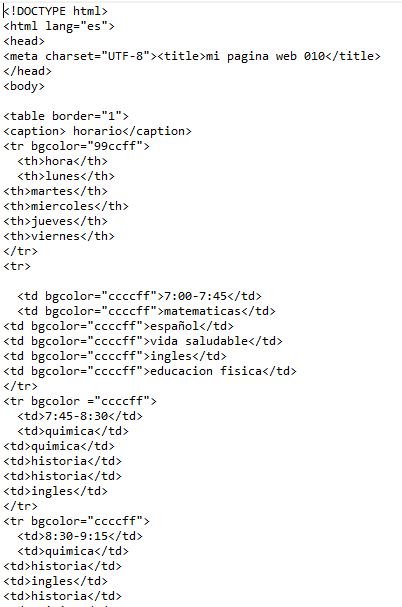 <!DOCTYPE html>
<html lang="es">
<head>
<meta charset="UTF-8"><title>mi pagina web 010</title>
</head>
<body>
<table border="1">
<caption> horario</caption>
<tr bgcolor="99ccff">
<th>hora</th>
<th>lunes</th>
<th>martes</th>
<th>miercoles</th>
<th>jueves</th>
<th>viernes</th>
</tr>
<tr>
<td bgcolor="ccccff">7:00-7:45</td>
<td bgcolor="ccccff">matematicas</td>
<td bgcolor="ccccff">español</td>
<td bgcolor="ccccff">vida saludable</td>
<td bgcolor="ccccff">ingles</td>
<td bgcolor="ccccff">educacion fisica</td>
</tr>
<tr bgcolor ="ccccff">
<td>7:45-8:30</td>
<td>quimica</td>
<td>quimica</td>
<td>historia</td>
<td>historia</td>
<td>ingles</td>
</tr>
<tr bgcolor="ccccff">
<td>8:30-9:15</td>
<td>quimica</td>
<td>historia</td>
<td>ingles</td>
<td>historia</td>